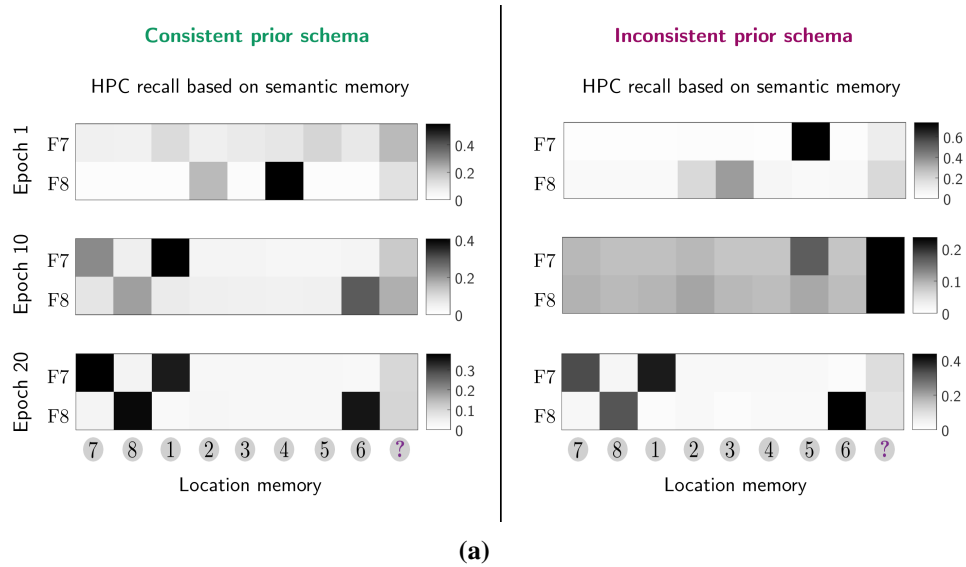 Consistent prior schema
HPC recall based on semantic memory
Epoch 1
F7
F8
0.4
0.2
0
Epoch 10
F7
F8
0.4
0.2
0
Epoch 20
F7
F8
0.3
0.2
0.1
0
7 8 1 2 3 4 5 6 ?
Location memory
Inconsistent prior schema
HPC recall based on semantic memory
F7
F8
0.6
0.4
0.2
0
F7
F8
0.2
0.1
0
F7
F8
0.4
0.2
0
7 8 1 2 3 4 5 6 ?
Location memory
(a)